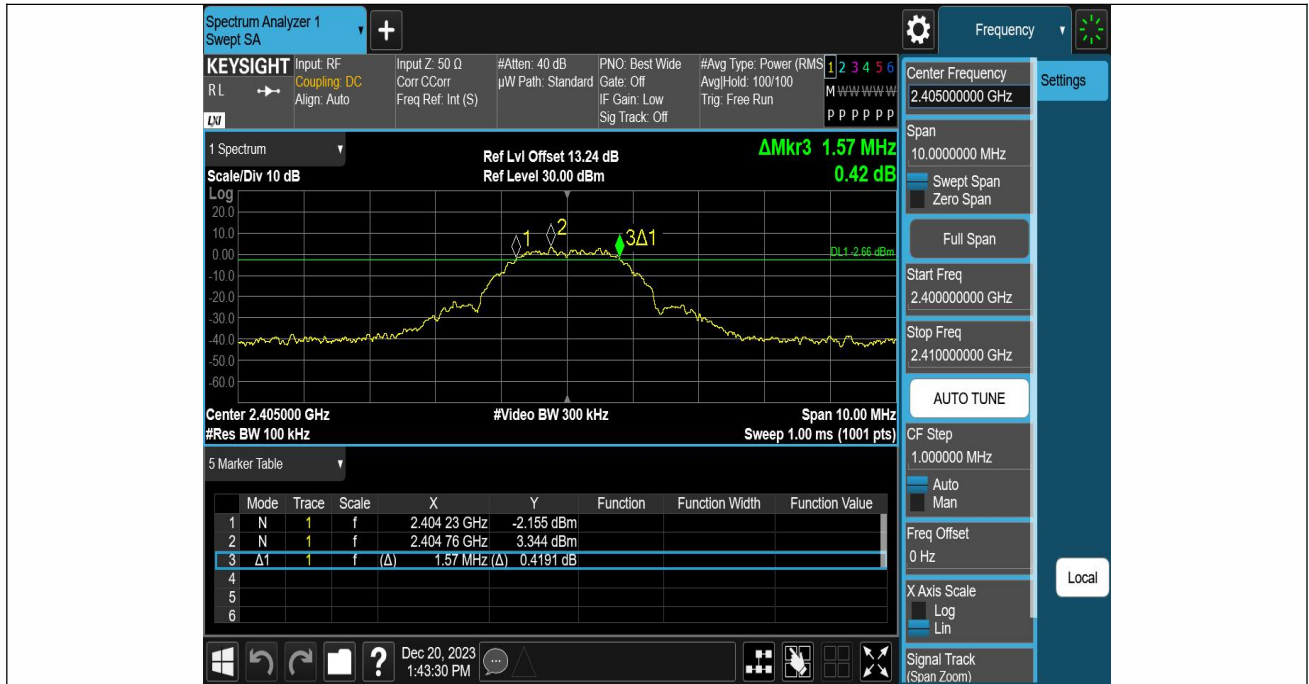 Spectrum Analyzer 1
Swept SA
+
Frequency
KEYSIGHT
RL
LXI
Input: RF
Coupling: DC
Align: Auto
Input Z: 50 Ω
Corr CCorr
Freq Ref: Int (S)
#Atten: 40 dB
µW Path: Standard
PNO: Best Wide
Gate: Off
IF Gain: Low
Sig Track: Off
#Avg Type: Power (RMS
Avg|Hold: 100/100
Trig: Free Run
1 2 3 4 5 6
M W W W W W
P P P P P P
1 Spectrum
Scale/Div 10 dB
Ref Lvl Offset 13.24 dB
Ref Level 30.00 dBm
ΔMkr3 1.57 MHz
0.42 dB
Log
20.0
10.0
0.00
-10.0
-20.0
-30.0
-40.0
-50.0
-60.0
1
2
3Δ1
DL1 -2.66 dBm
Center 2.405000 GHz
#Video BW 300 kHz
Span 10.00 MHz
#Res BW 100 kHz
Sweep 1.00 ms (1001 pts)
5 Marker Table
Mode Trace Scale X Y Function Function Width Function Value
1 N 1 f 2.404 23 GHz -2.155 dBm
2 N 1 f 2.404 76 GHz 3.344 dBm
3 Δ1 1 f (Δ) 1.57 MHz (Δ) 0.4191 dB
4
5
6
?
Dec 20, 2023
1:43:30 PM
Center Frequency
2.405000000 GHz
Settings
Span
10.0000000 MHz
Swept Span
Zero Span
Full Span
Start Freq
2.400000000 GHz
Stop Freq
2.410000000 GHz
AUTO TUNE
CF Step
1.000000 MHz
Auto
Man
Freq Offset
0 Hz
Local
X Axis Scale
Log
Lin
Signal Track
(Span Zoom)